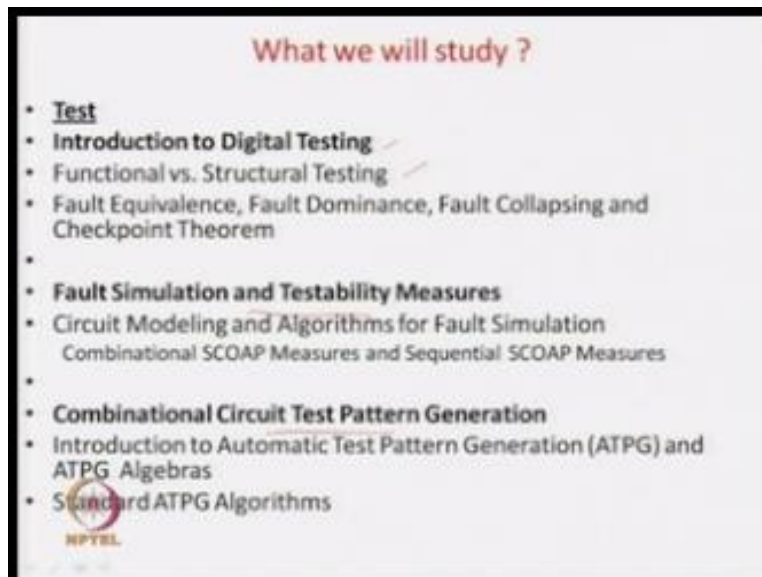 What we will study ?
• Test
• Introduction to Digital Testing
• Functional vs. Structural Testing
• Fault Equivalence, Fault Dominance, Fault Collapsing and
Checkpoint Theorem
•
• Fault Simulation and Testability Measures
• Circuit Modeling and Algorithms for Fault Simulation
Combinational SCOAP Measures and Sequential SCOAP Measures
•
• Combinational Circuit Test Pattern Generation
• Introduction to Automatic Test Pattern Generation (ATPG) and
ATPG Algebras
• Standard ATPG Algorithms
NPTEL